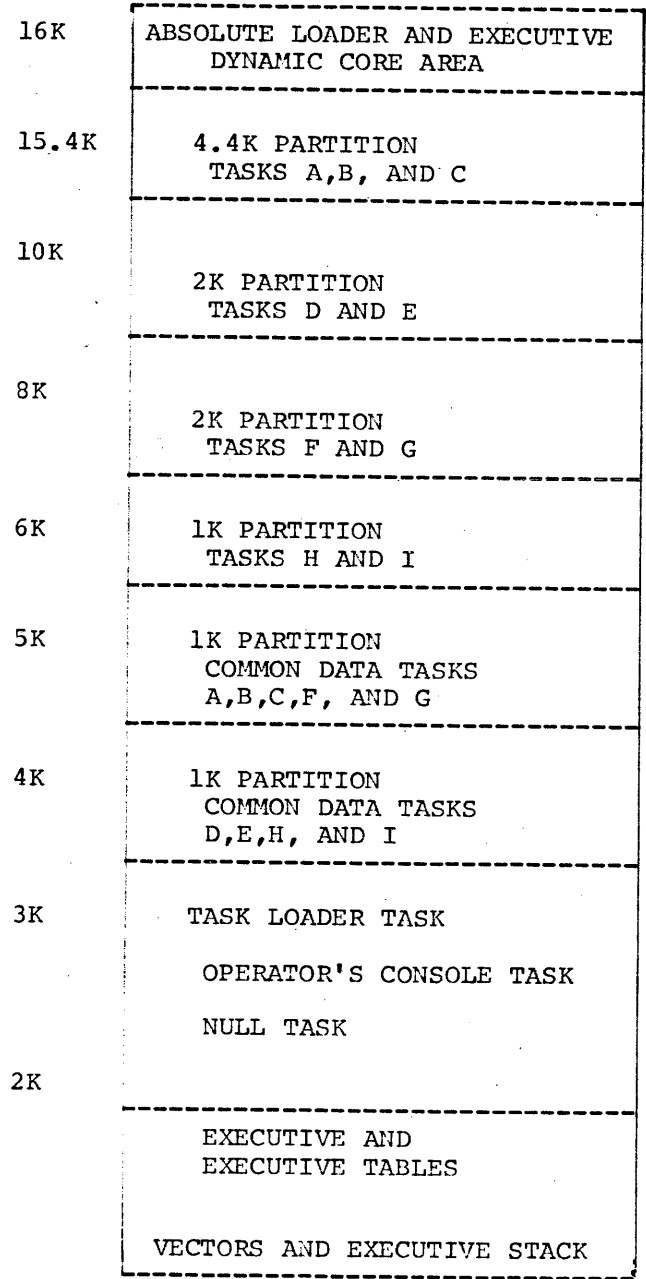 16K ABSOLUTE LOADER AND EXECUTIVE
DYNAMIC CORE AREA
15.4K 4.4K PARTITION
TASKS A,B, AND C
10K
2K PARTITION
TASKS D AND E
8K
2K PARTITION
TASKS F AND G
6K 1K PARTITION
TASKS H AND I
5K 1K PARTITION
COMMON DATA TASKS
A,B,C,F, AND G
4K 1K PARTITION
COMMON DATA TASKS
D,E,H, AND I
3K TASK LOADER TASK
OPERATOR'S CONSOLE TASK
NULL TASK
2K
EXECUTIVE AND
EXECUTIVE TABLES
VECTORS AND EXECUTIVE STACK